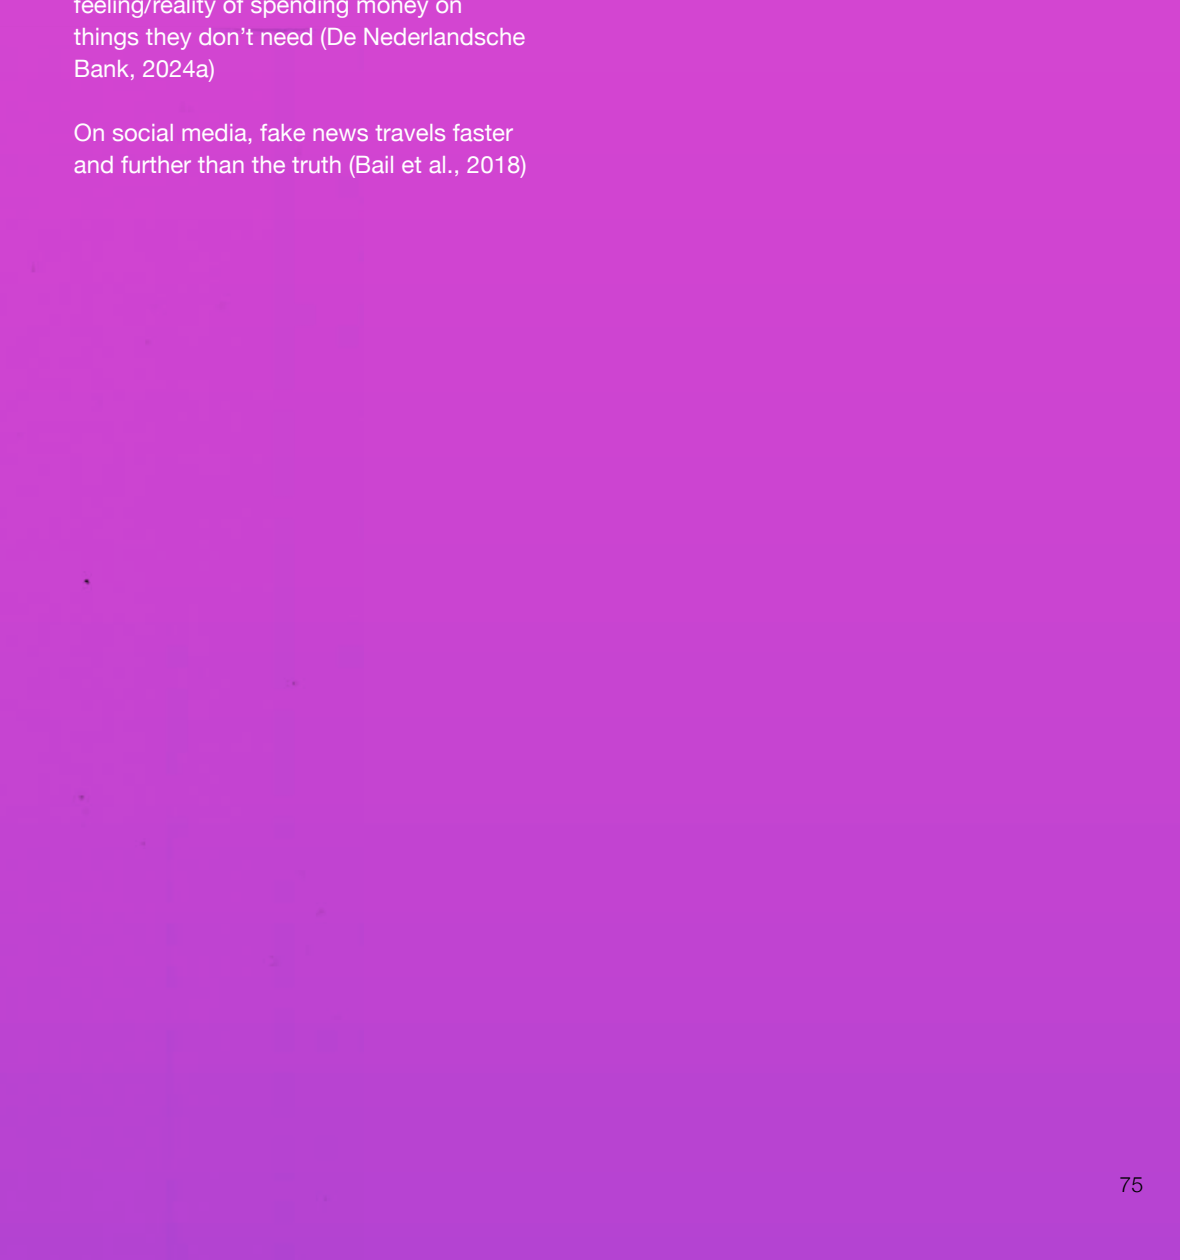 feeling/reality of spending money on
things they don’t need (De Nederlandsche
Bank, 2024a)
On social media, fake news travels faster
and further than the truth (Bail et al., 2018)
75